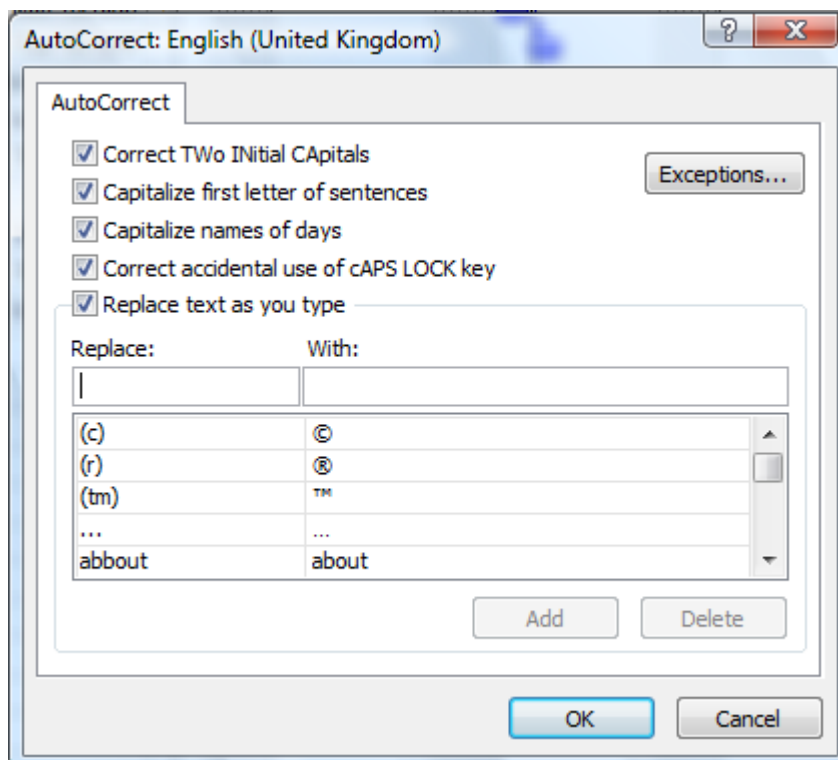 AutoCorrect: English (United Kingdom)
AutoCorrect
Correct TWo INitial CApitals
Exceptions...
Capitalize first letter of sentences
Capitalize names of days
Correct accidental use of cAPS LOCK key
Replace text as you type
Replace: With:
(c) ©
(r) ®
(tm) ™
... …
abbout about
Add Delete
OK Cancel